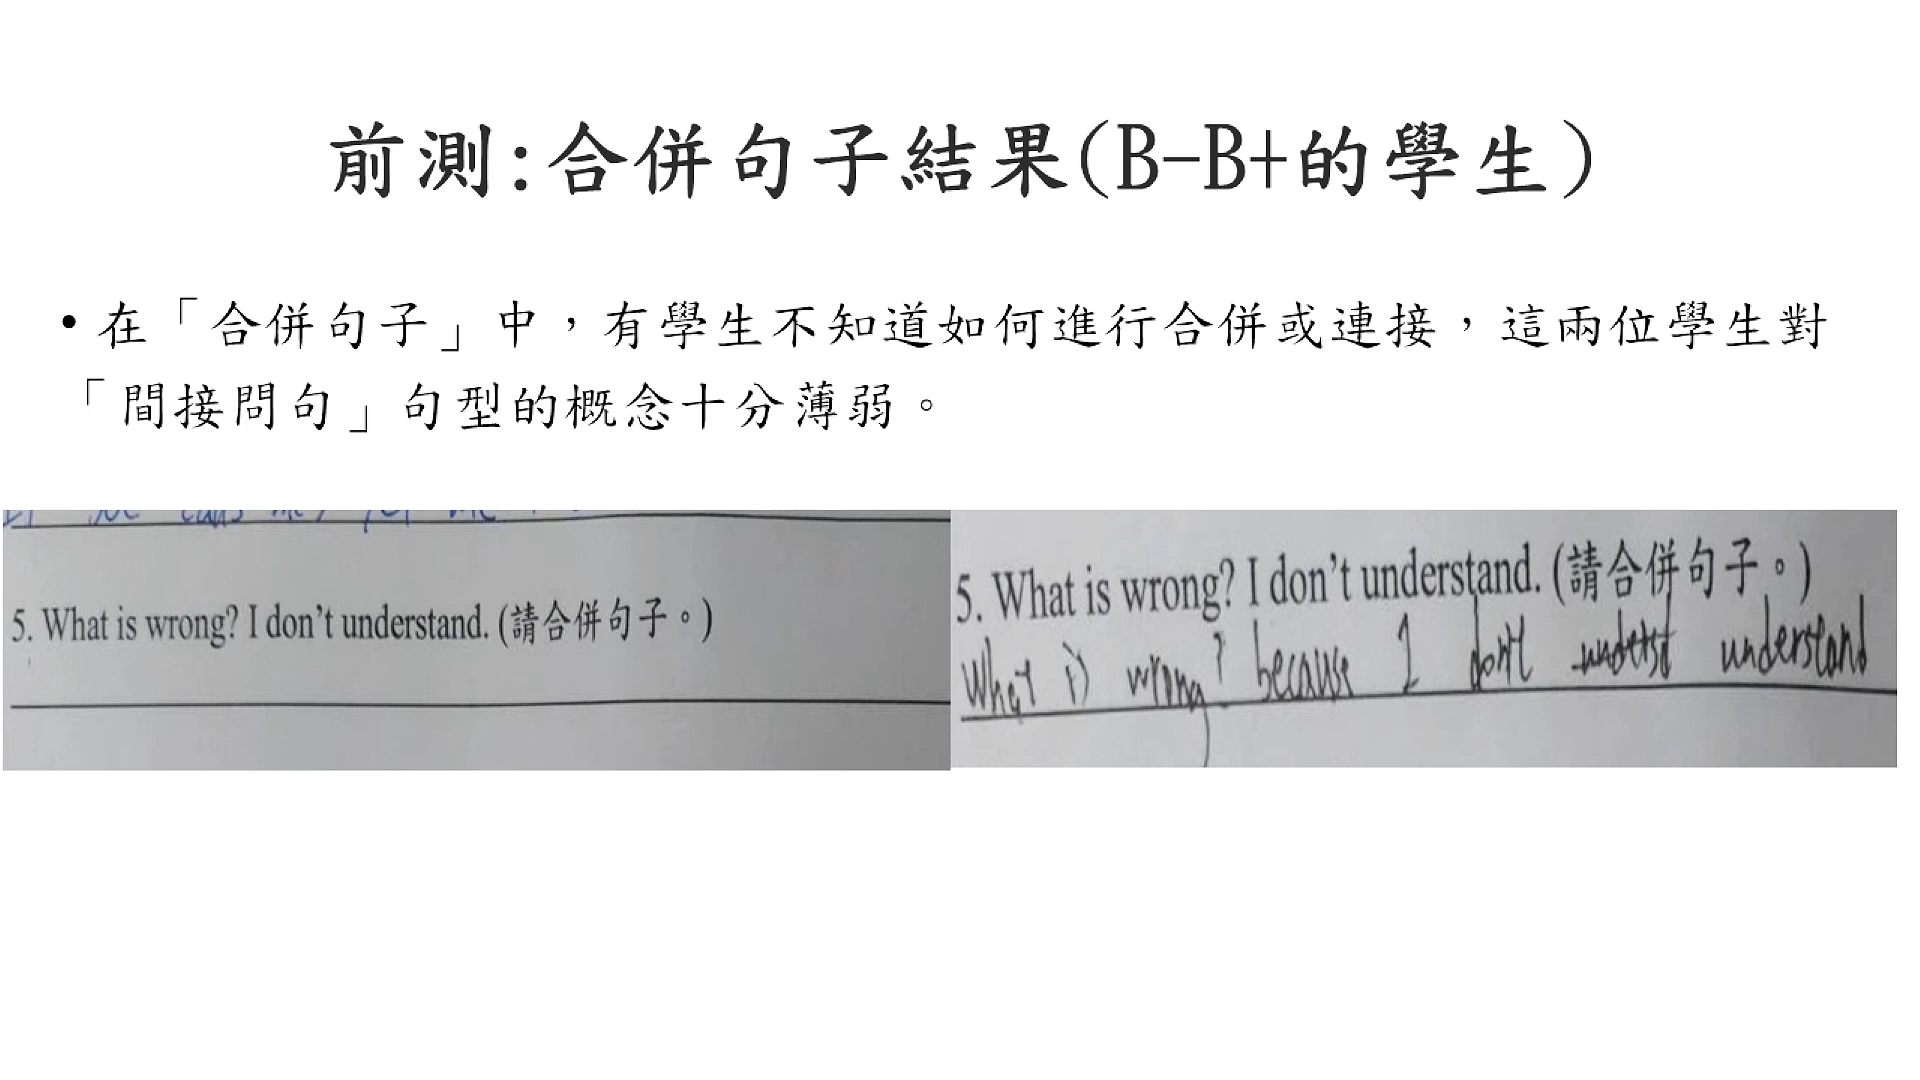 前測:合併句子結果(B-B+的學生)
•在「合併句子」中，有學生不知道如何進行合併或連接，這兩位學生對
「間接問句」句型的概念十分薄弱。
5. What is wrong? I don't understand. (請合併句子。)
5. What is wrong? I don't understand. (請合併句子。)
What is wrong? because I don't understand